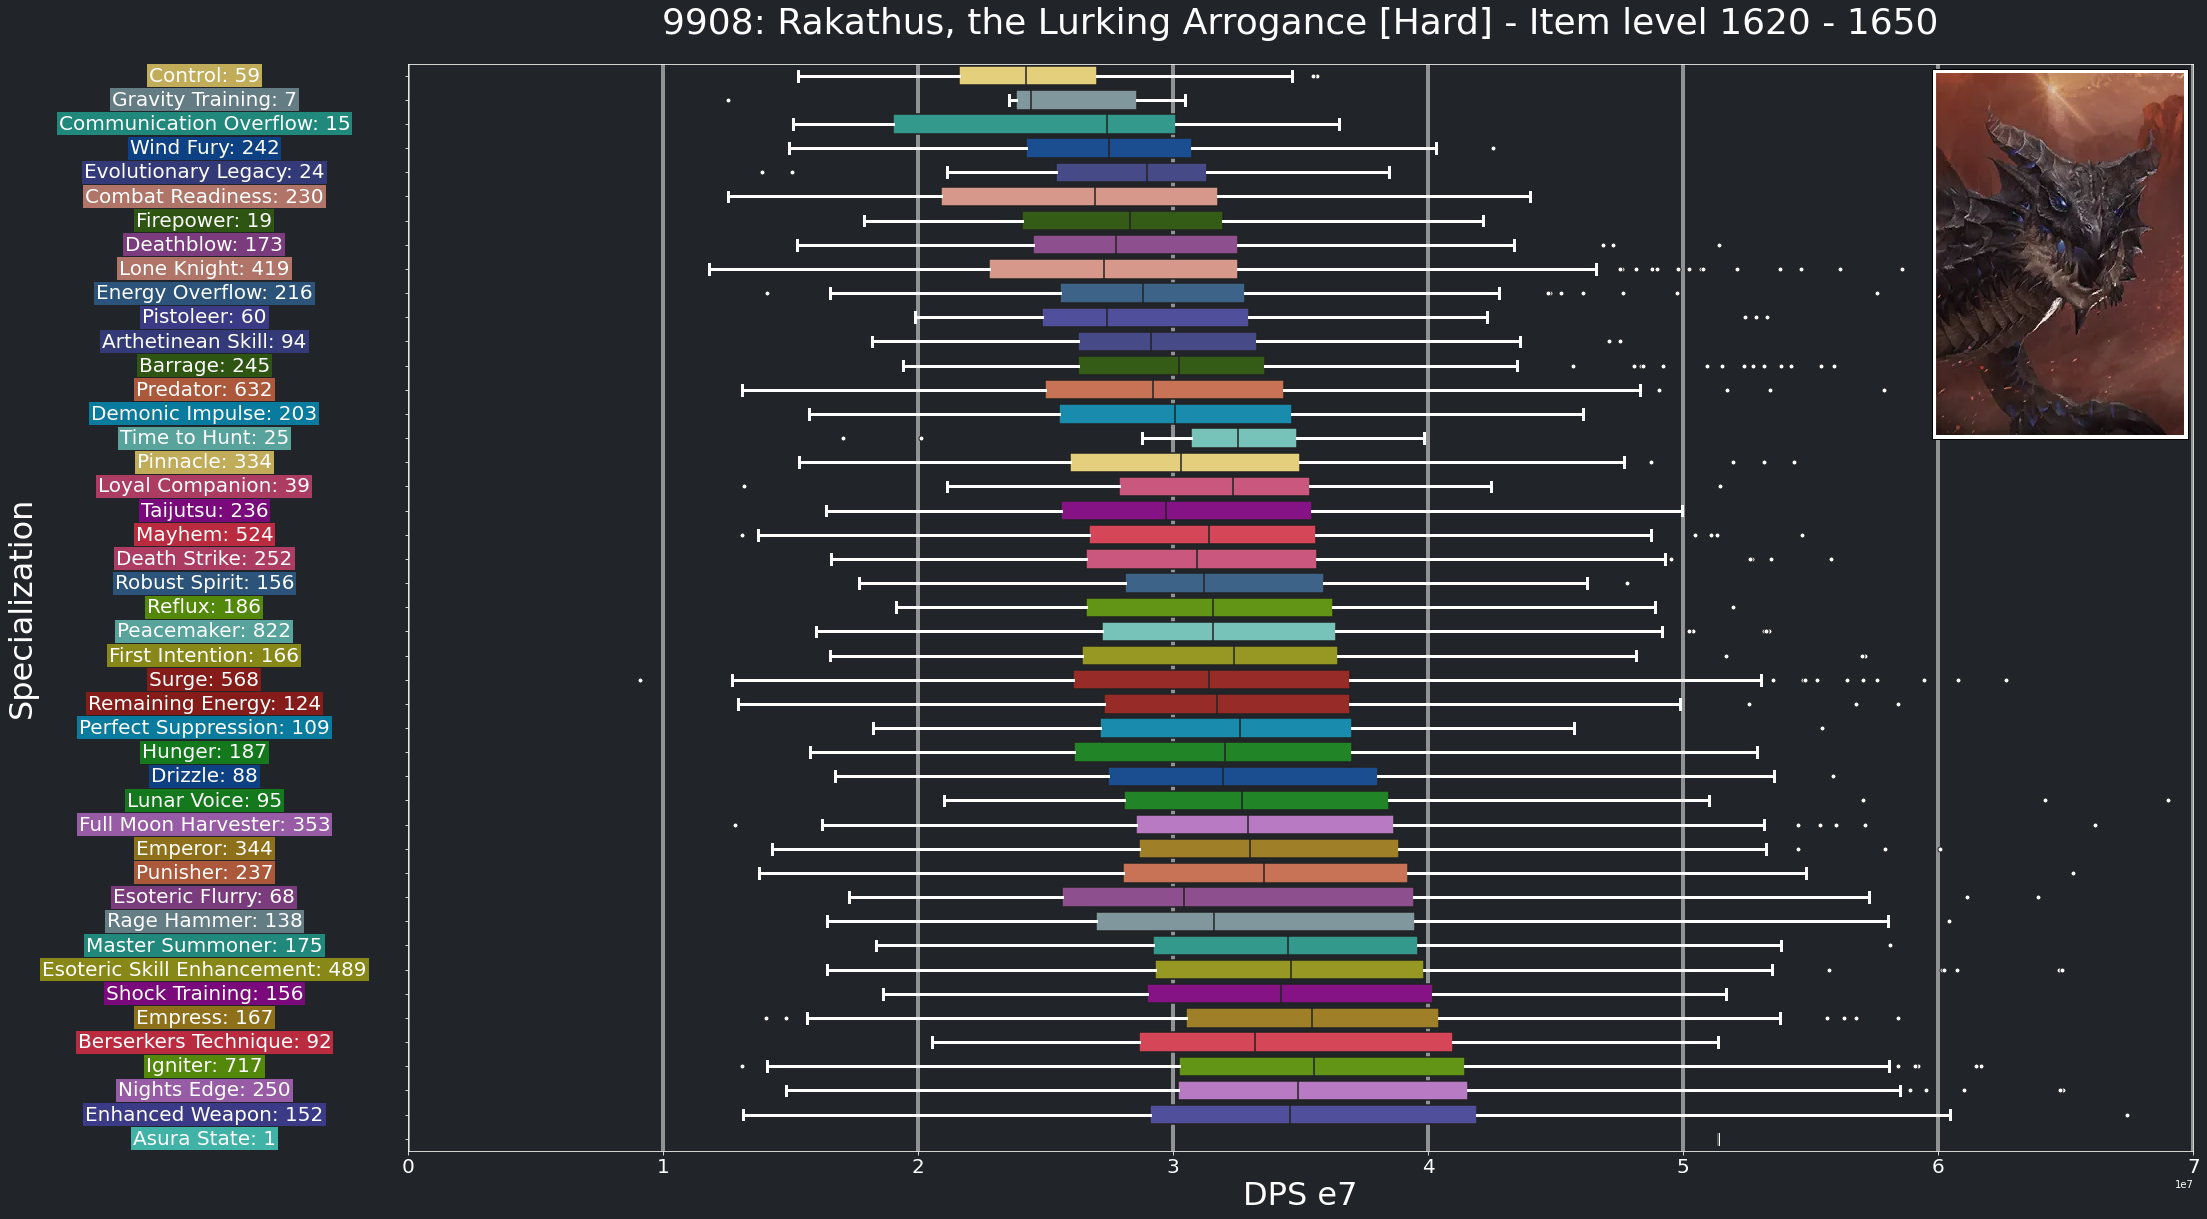 9908: Rakathus, the Lurking Arrogance [Hard] - Item level 1620 - 1650
Specialization
Control: 59
Gravity Training: 7
Communication Overflow: 15
Wind Fury: 242
Evolutionary Legacy: 24
Combat Readiness: 230
Firepower: 19
Deathblow: 173
Lone Knight: 419
Energy Overflow: 216
Pistoleer: 60
Arthetinean Skill: 94
Barrage: 245
Predator: 632
Demonic Impulse: 203
Time to Hunt: 25
Pinnacle: 334
Loyal Companion: 39
Taijutsu: 236
Mayhem: 524
Death Strike: 252
Robust Spirit: 156
Reflux: 186
Peacemaker: 822
First Intention: 166
Surge: 568
Remaining Energy: 124
Perfect Suppression: 109
Hunger: 187
Drizzle: 88
Lunar Voice: 95
Full Moon Harvester: 353
Emperor: 344
Punisher: 237
Esoteric Flurry: 68
Rage Hammer: 138
Master Summoner: 175
Esoteric Skill Enhancement: 489
Shock Training: 156
Empress: 167
Berserkers Technique: 92
Igniter: 717
Nights Edge: 250
Enhanced Weapon: 152
Asura State: 1
0 1 2 3 4 5 6 7
1e7
DPS e7